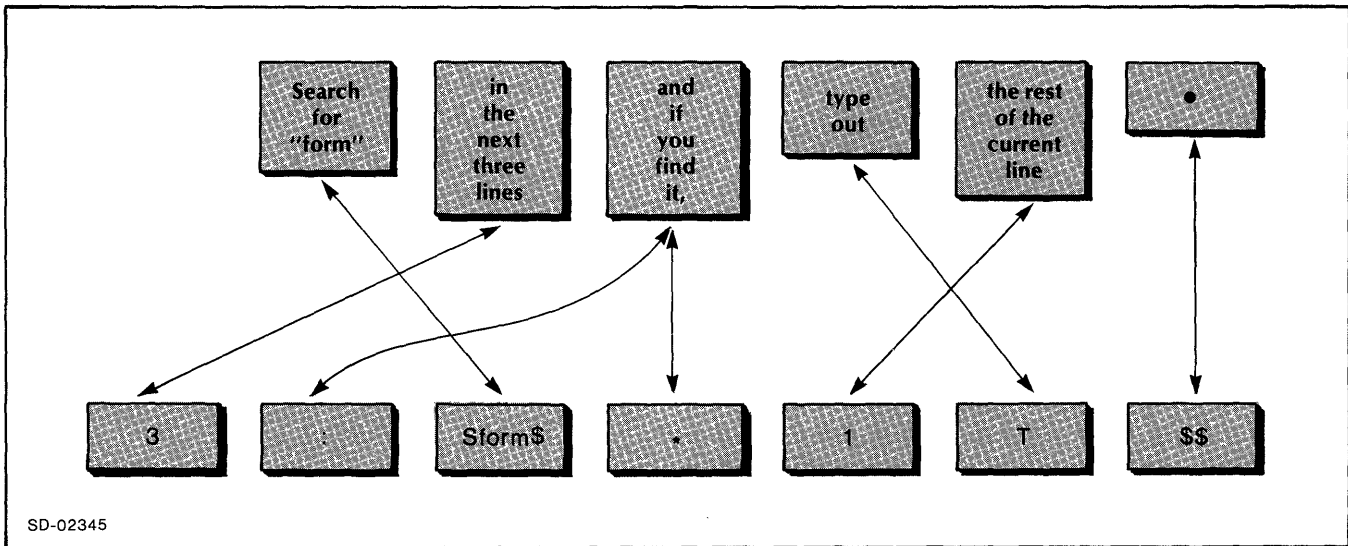 Search
for
"form"
in
the
next
three
lines
and
if
you
find
it,
type
out
the rest
of the
current
line
●
3
:
Sform$
*
1
T
$$
SD-02345